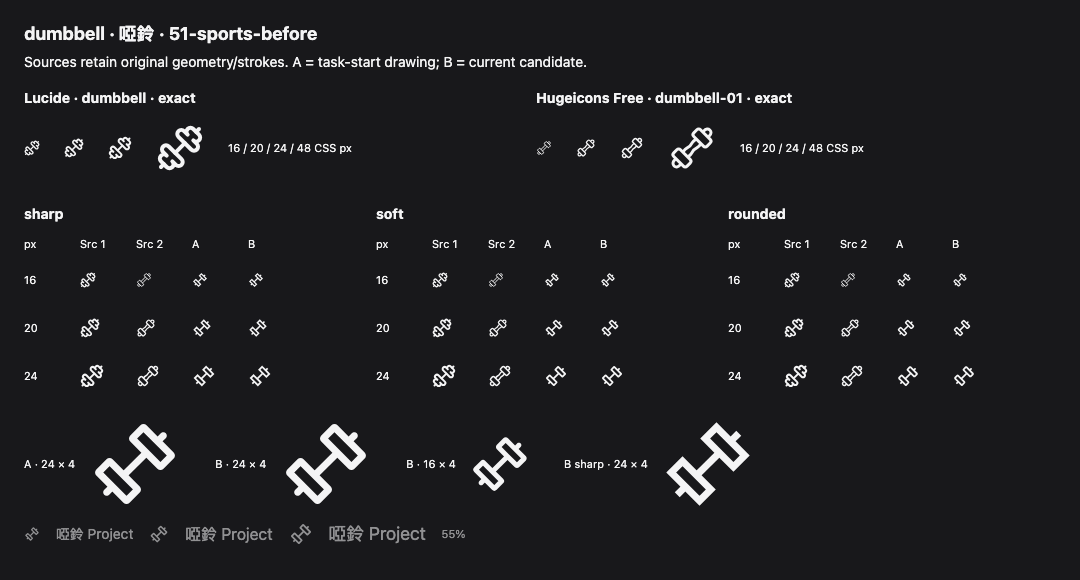 dumbbell · 啞鈴 · 51-sports-before
Sources retain original geometry/strokes. A = task-start drawing; B = current candidate.
Lucide · dumbbell · exact
Hugeicons Free · dumbbell-01 · exact
16 / 20 / 24 / 48 CSS px
16 / 20 / 24 / 48 CSS px
sharp
soft
rounded
px Src 1 Src 2 A B
px Src 1 Src 2 A B
px Src 1 Src 2 A B
16
16
16
20
20
20
24
24
24
A · 24 × 4
B · 24 × 4
B · 16 × 4
B sharp · 24 × 4
啞鈴 Project
啞鈴 Project
啞鈴 Project
55%